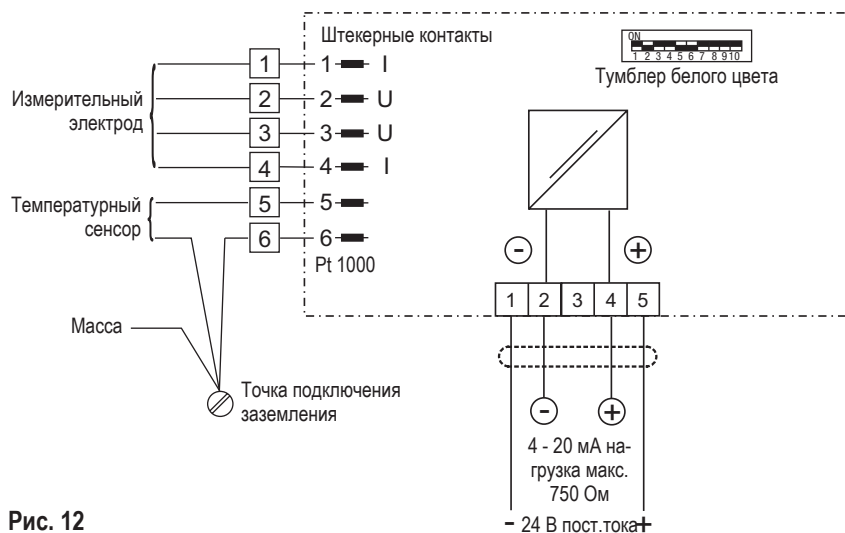 Штекерные контакты
ON
1 2 3 4 5 6 7 8 9 10
Тумблер белого цвета
1 1 I
2 2 U
3 3 U
4 4 I
5 5
6 6
Pt 1000
Измерительный
электрод
Температурный
сенсор
Масса
Точка подключения
заземления
- +
1 2 3 4 5
- +
4 - 20 мА на-
грузка макс.
750 Ом
- 24 В пост.тока+
Рис. 12